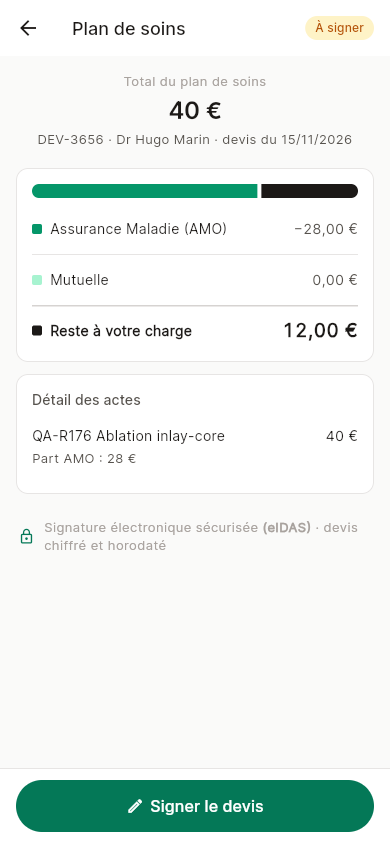 Plan de soins
À signer
Total du plan de soins
40 €
DEV-3656 · Dr Hugo Marin · devis du 15/11/2026
Assurance Maladie (AMO) −28,00 €
Mutuelle 0,00 €
Reste à votre charge 12,00 €
Détail des actes
QA-R176 Ablation inlay-core 40 €
Part AMO : 28 €
Signature électronique sécurisée (eIDAS) · devis
chiffré et horodaté
Signer le devis